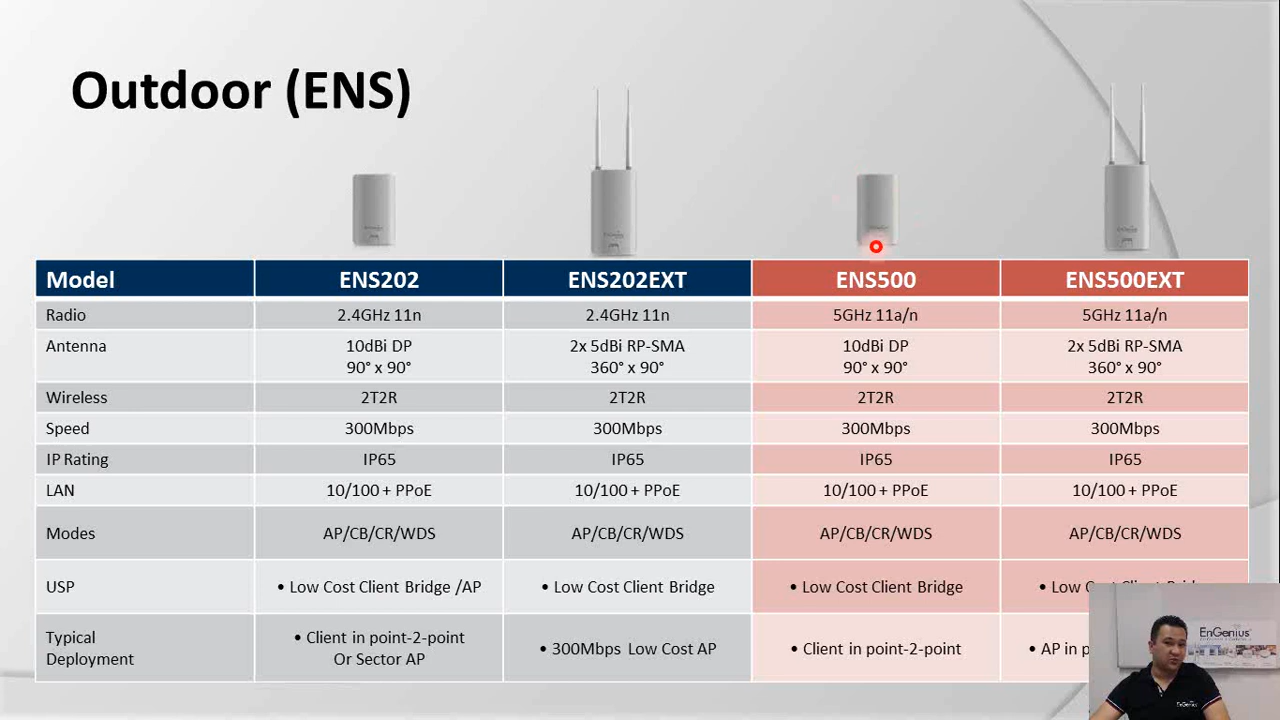 Outdoor (ENS)
Model ENS202 ENS202EXT ENS500 ENS500EXT
Radio 2.4GHz 11n 2.4GHz 11n 5GHz 11a/n 5GHz 11a/n
Antenna 10dBi DP 2x 5dBi RP-SMA 10dBi DP 2x 5dBi RP-SMA
90° x 90° 360° x 90° 90° x 90° 360° x 90°
Wireless 2T2R 2T2R 2T2R 2T2R
Speed 300Mbps 300Mbps 300Mbps 300Mbps
IP Rating IP65 IP65 IP65 IP65
LAN 10/100 + PPoE 10/100 + PPoE 10/100 + PPoE 10/100 + PPoE
Modes AP/CB/CR/WDS AP/CB/CR/WDS AP/CB/CR/WDS AP/CB/CR/WDS
USP • Low Cost Client Bridge /AP • Low Cost Client Bridge • Low Cost Client Bridge • Low
Typical • Client in point-2-point
Deployment Or Sector AP • 300Mbps Low Cost AP • Client in point-2-point • AP in
EnGenius
EnGenius